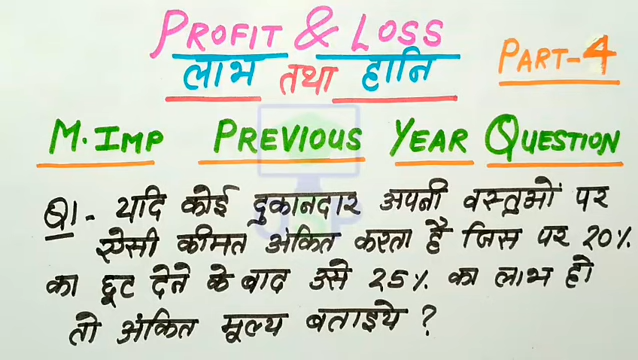 PROFIT & LOSS
लाभ तथा हानि
PART-4
M. IMP PREVIOUS YEAR QUESTION
Q1- यदि कोई दुकानदार अपनी वस्तुओं पर
ऐसी कीमत अंकित करता है जिस पर 20%
का छूट देने के बाद उसे 25% का लाभ हो
तो अंकित मूल्य बताइये ?